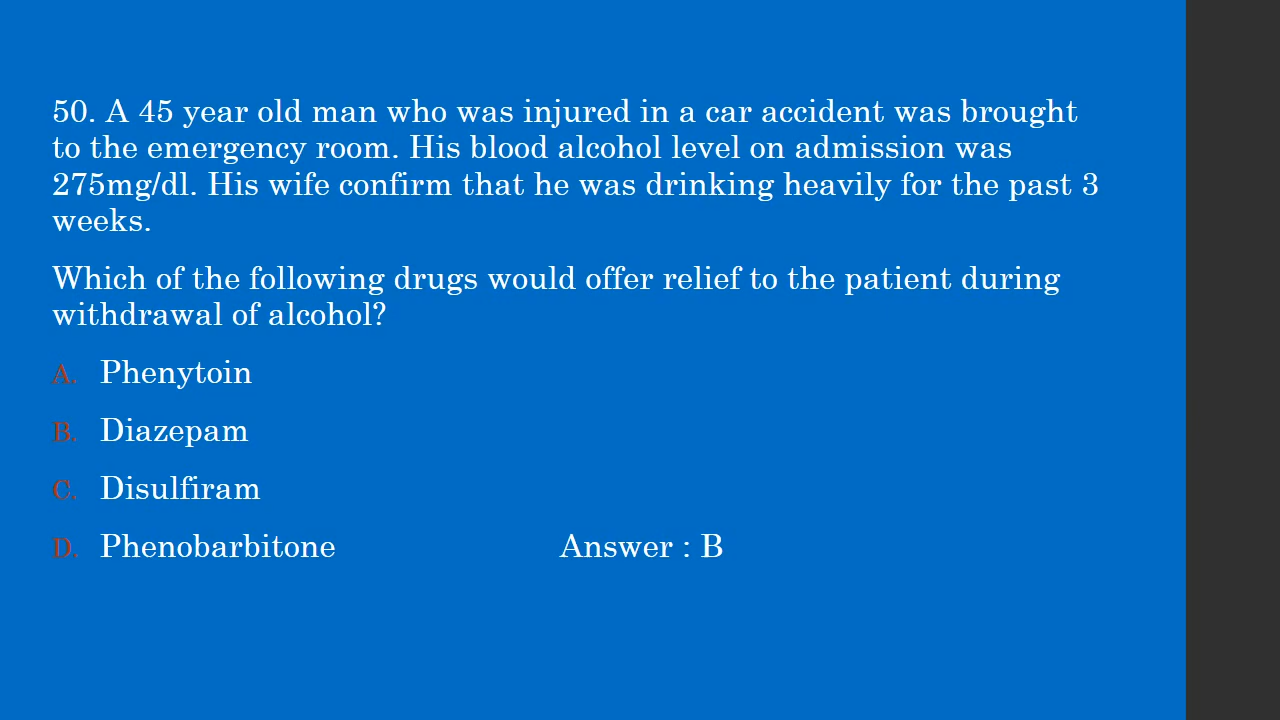 50. A 45 year old man who was injured in a car accident was brought
to the emergency room. His blood alcohol level on admission was
275mg/dl. His wife confirm that he was drinking heavily for the past 3
weeks.
Which of the following drugs would offer relief to the patient during
withdrawal of alcohol?
A. Phenytoin
B. Diazepam
C. Disulfiram
D. Phenobarbitone Answer : B